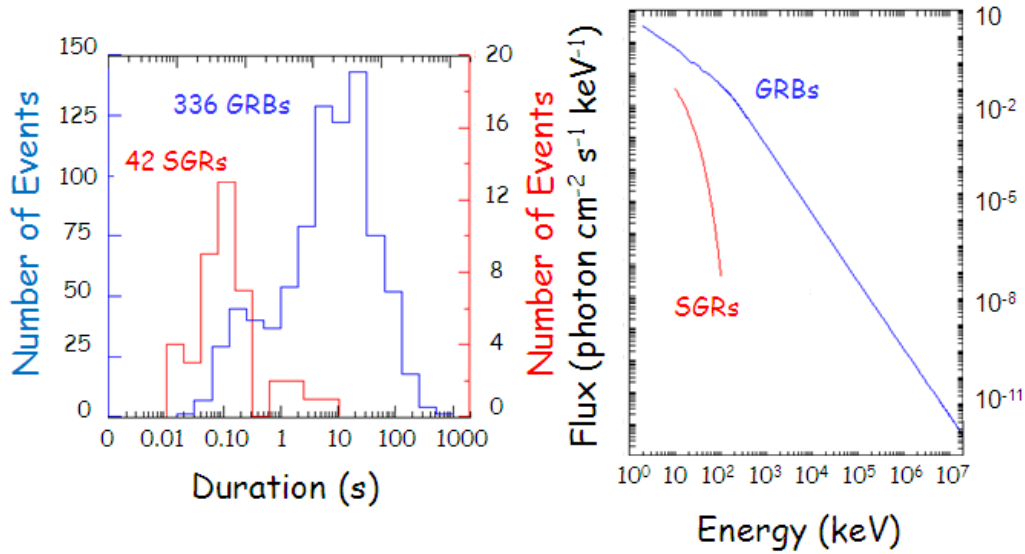 Number of Events
150
125
100
75
50
25
0
336 GRBs
42 SGRs
20
16
12
8
4
0
Number of Events
0 0.01 0.10 1 10 100 1000
Duration (s)
Flux (photon cm⁻² s⁻¹ keV⁻¹)
GRBs
SGRs
10
10⁻²
10⁻⁵
10⁻⁸
10⁻¹¹
10⁰ 10 10² 10³ 10⁴ 10⁵ 10⁶ 10⁷
Energy (keV)